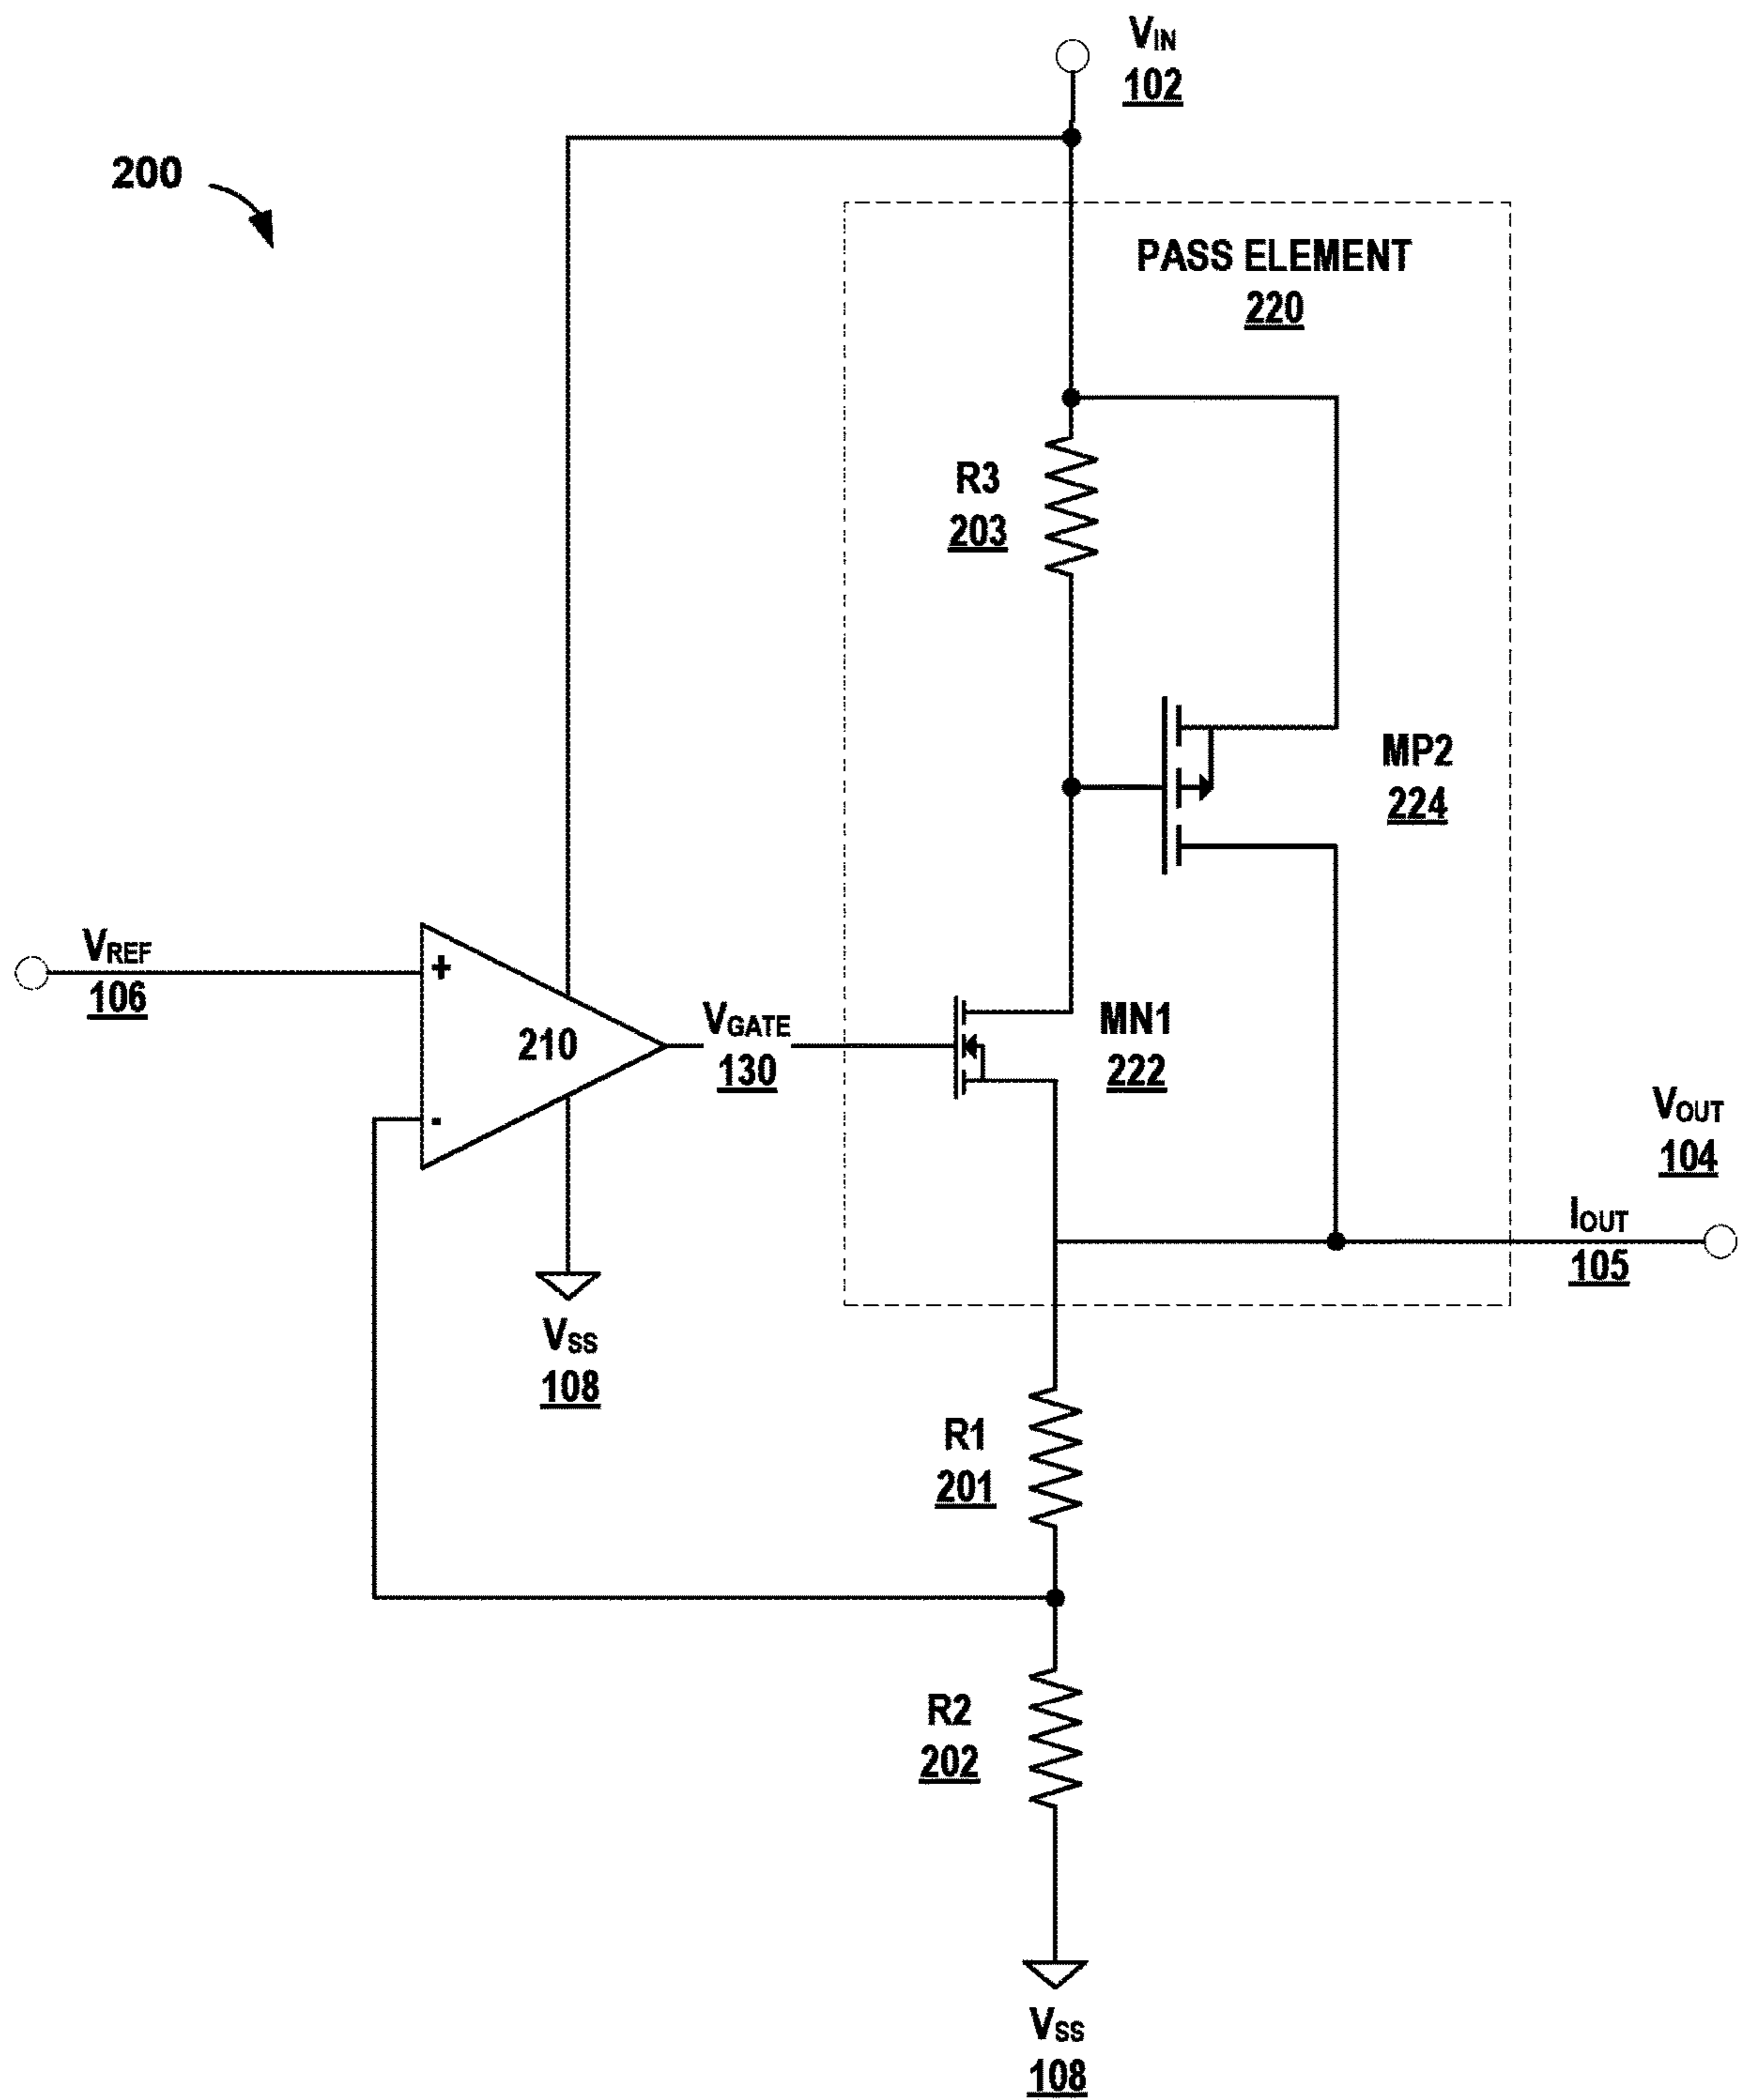 VIN
102
200
PASS ELEMENT
220
R3
203
MP2
224
VREF
106
+
-
210
VGATE
130
MN1
222
VOUT
104
IOUT
105
VSS
108
R1
201
R2
202
VSS
108